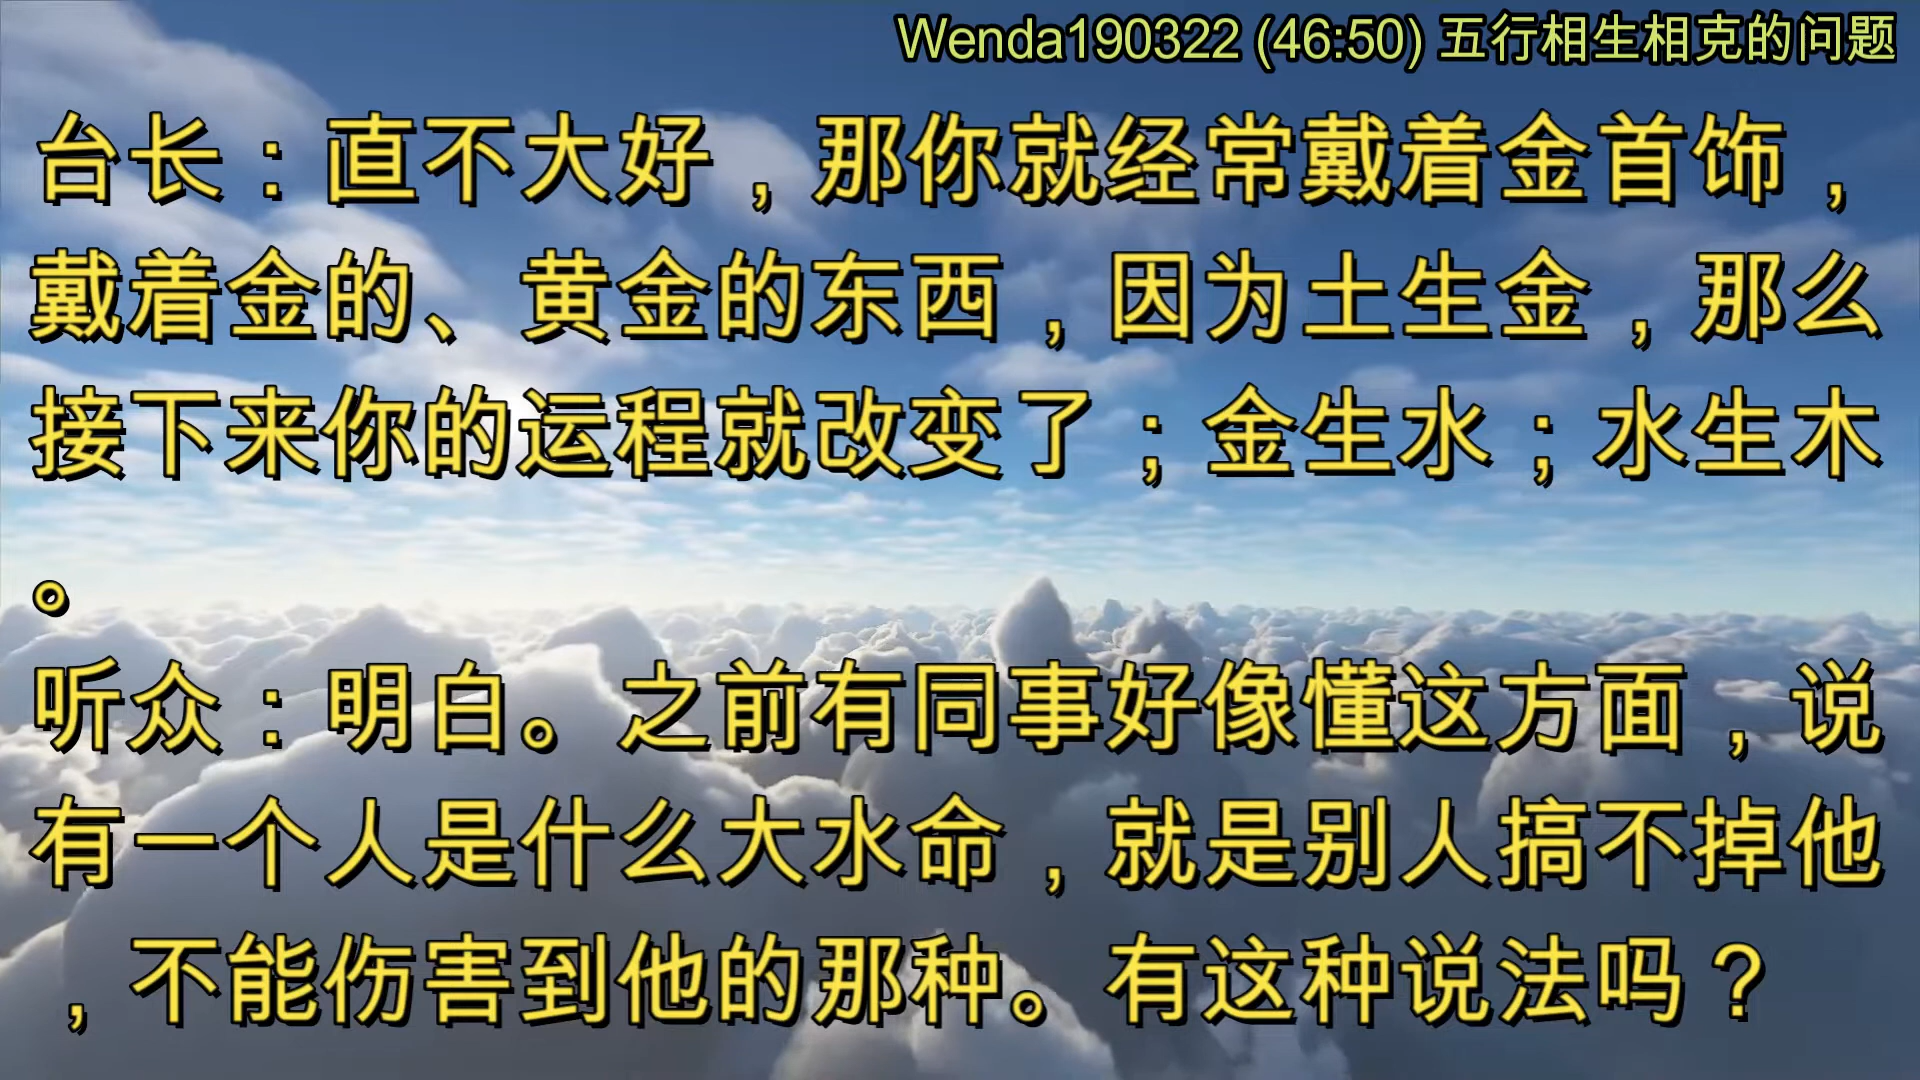 Wenda190322 (46:50) 五行相生相克的问题
台长：直不大好，那你就经常戴着金首饰，
戴着金的、黄金的东西，因为土生金，那么
接下来你的运程就改变了；金生水；水生木
。
听众：明白。之前有同事好像懂这方面，说
有一个人是什么大水命，就是别人搞不掉他
，不能伤害到他的那种。有这种说法吗？